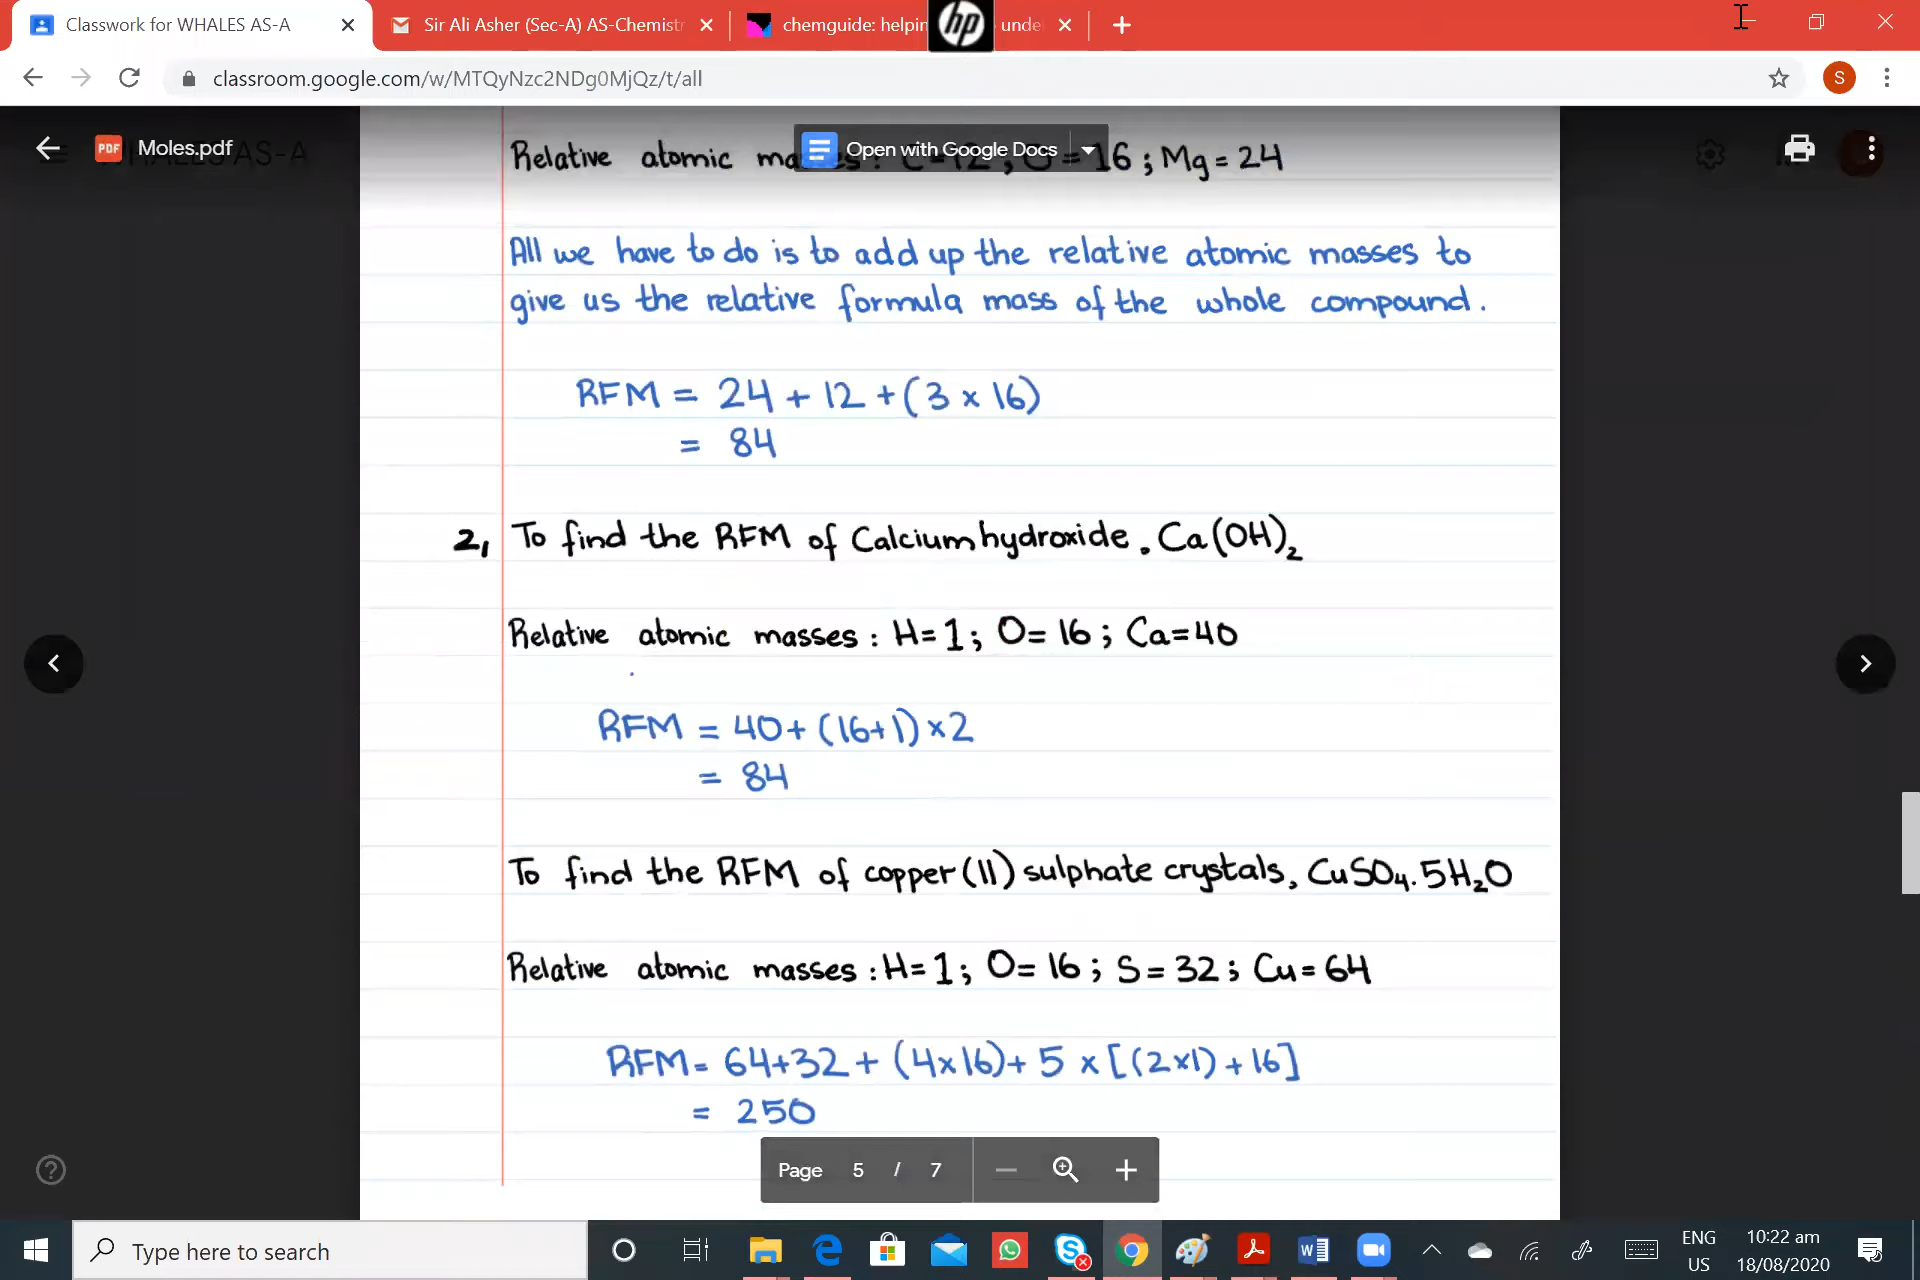 Classwork for WHALES AS-A
Sir Ali Asher (Sec-A) AS-Chemistr
chemguide: helpin
hp
unde
classroom.google.com/w/MTQyNzc2NDg0MjQz/t/all
S
PDF
Moles.pdf
AS-A
Open with Google Docs
Relative atomic masses : C=12 ; O=16 ; Mg=24
All we have to do is to add up the relative atomic masses to
give us the relative formula mass of the whole compound.
RFM = 24 + 12 + (3 x 16)
= 84
2, To find the RFM of Calcium hydroxide. Ca(OH)₂
Relative atomic masses : H=1 ; O=16 ; Ca=40
RFM = 40 + (16+1) x 2
= 84
To find the RFM of copper (II) sulphate crystals, CuSO₄.5H₂O
Relative atomic masses : H=1 ; O=16 ; S=32 ; Cu=64
RFM = 64+32 + (4x16) + 5 x [(2x1) + 16]
= 250
Page 5 / 7
Type here to search
ENG
US
10:22 am
18/08/2020